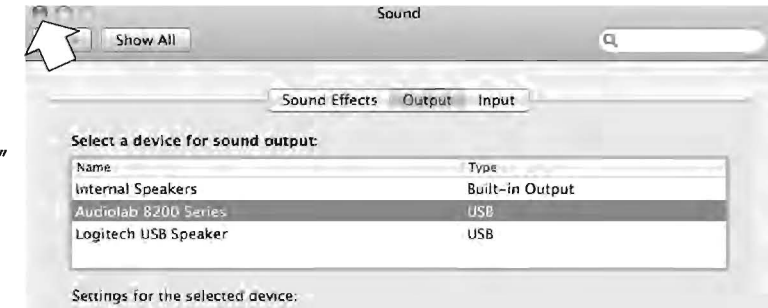 Sound
Show All
Sound Effects Output Input
Select a device for sound output:
Name Type
Internal Speakers Built-in Output
"
Audiolab 8200 Series USB
Logitech USB Speaker USB
Settings for the selected device: